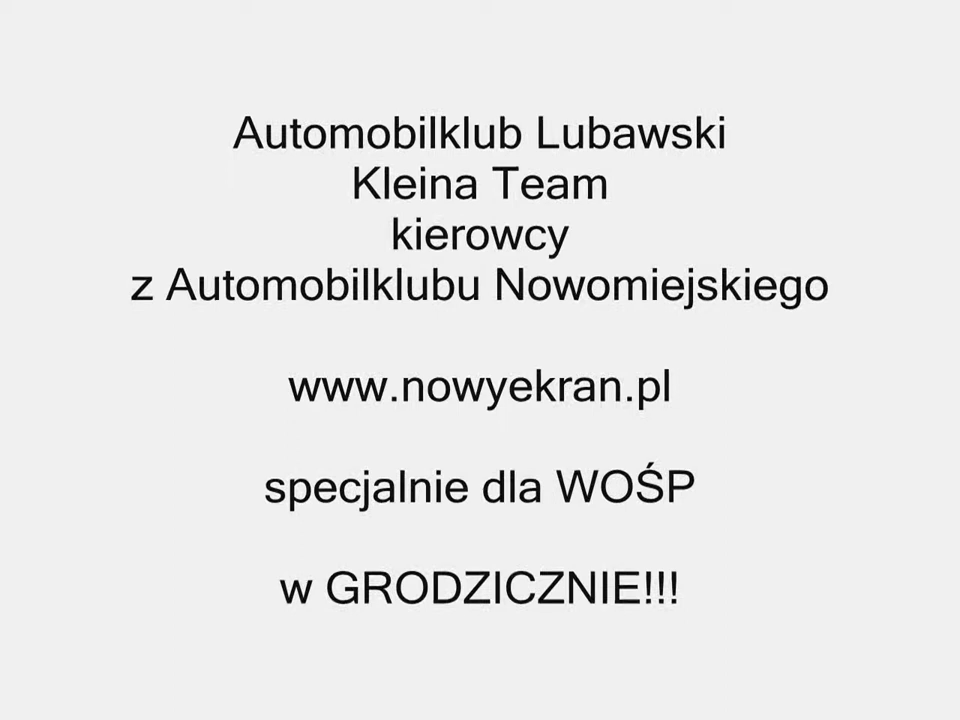 Automobilklub Lubawski
Kleina Team
kierowcy
z Automobilklubu Nowomiejskiego
www.nowyekran.pl
specjalnie dla WOŚP
w GRODZICZNIE!!!